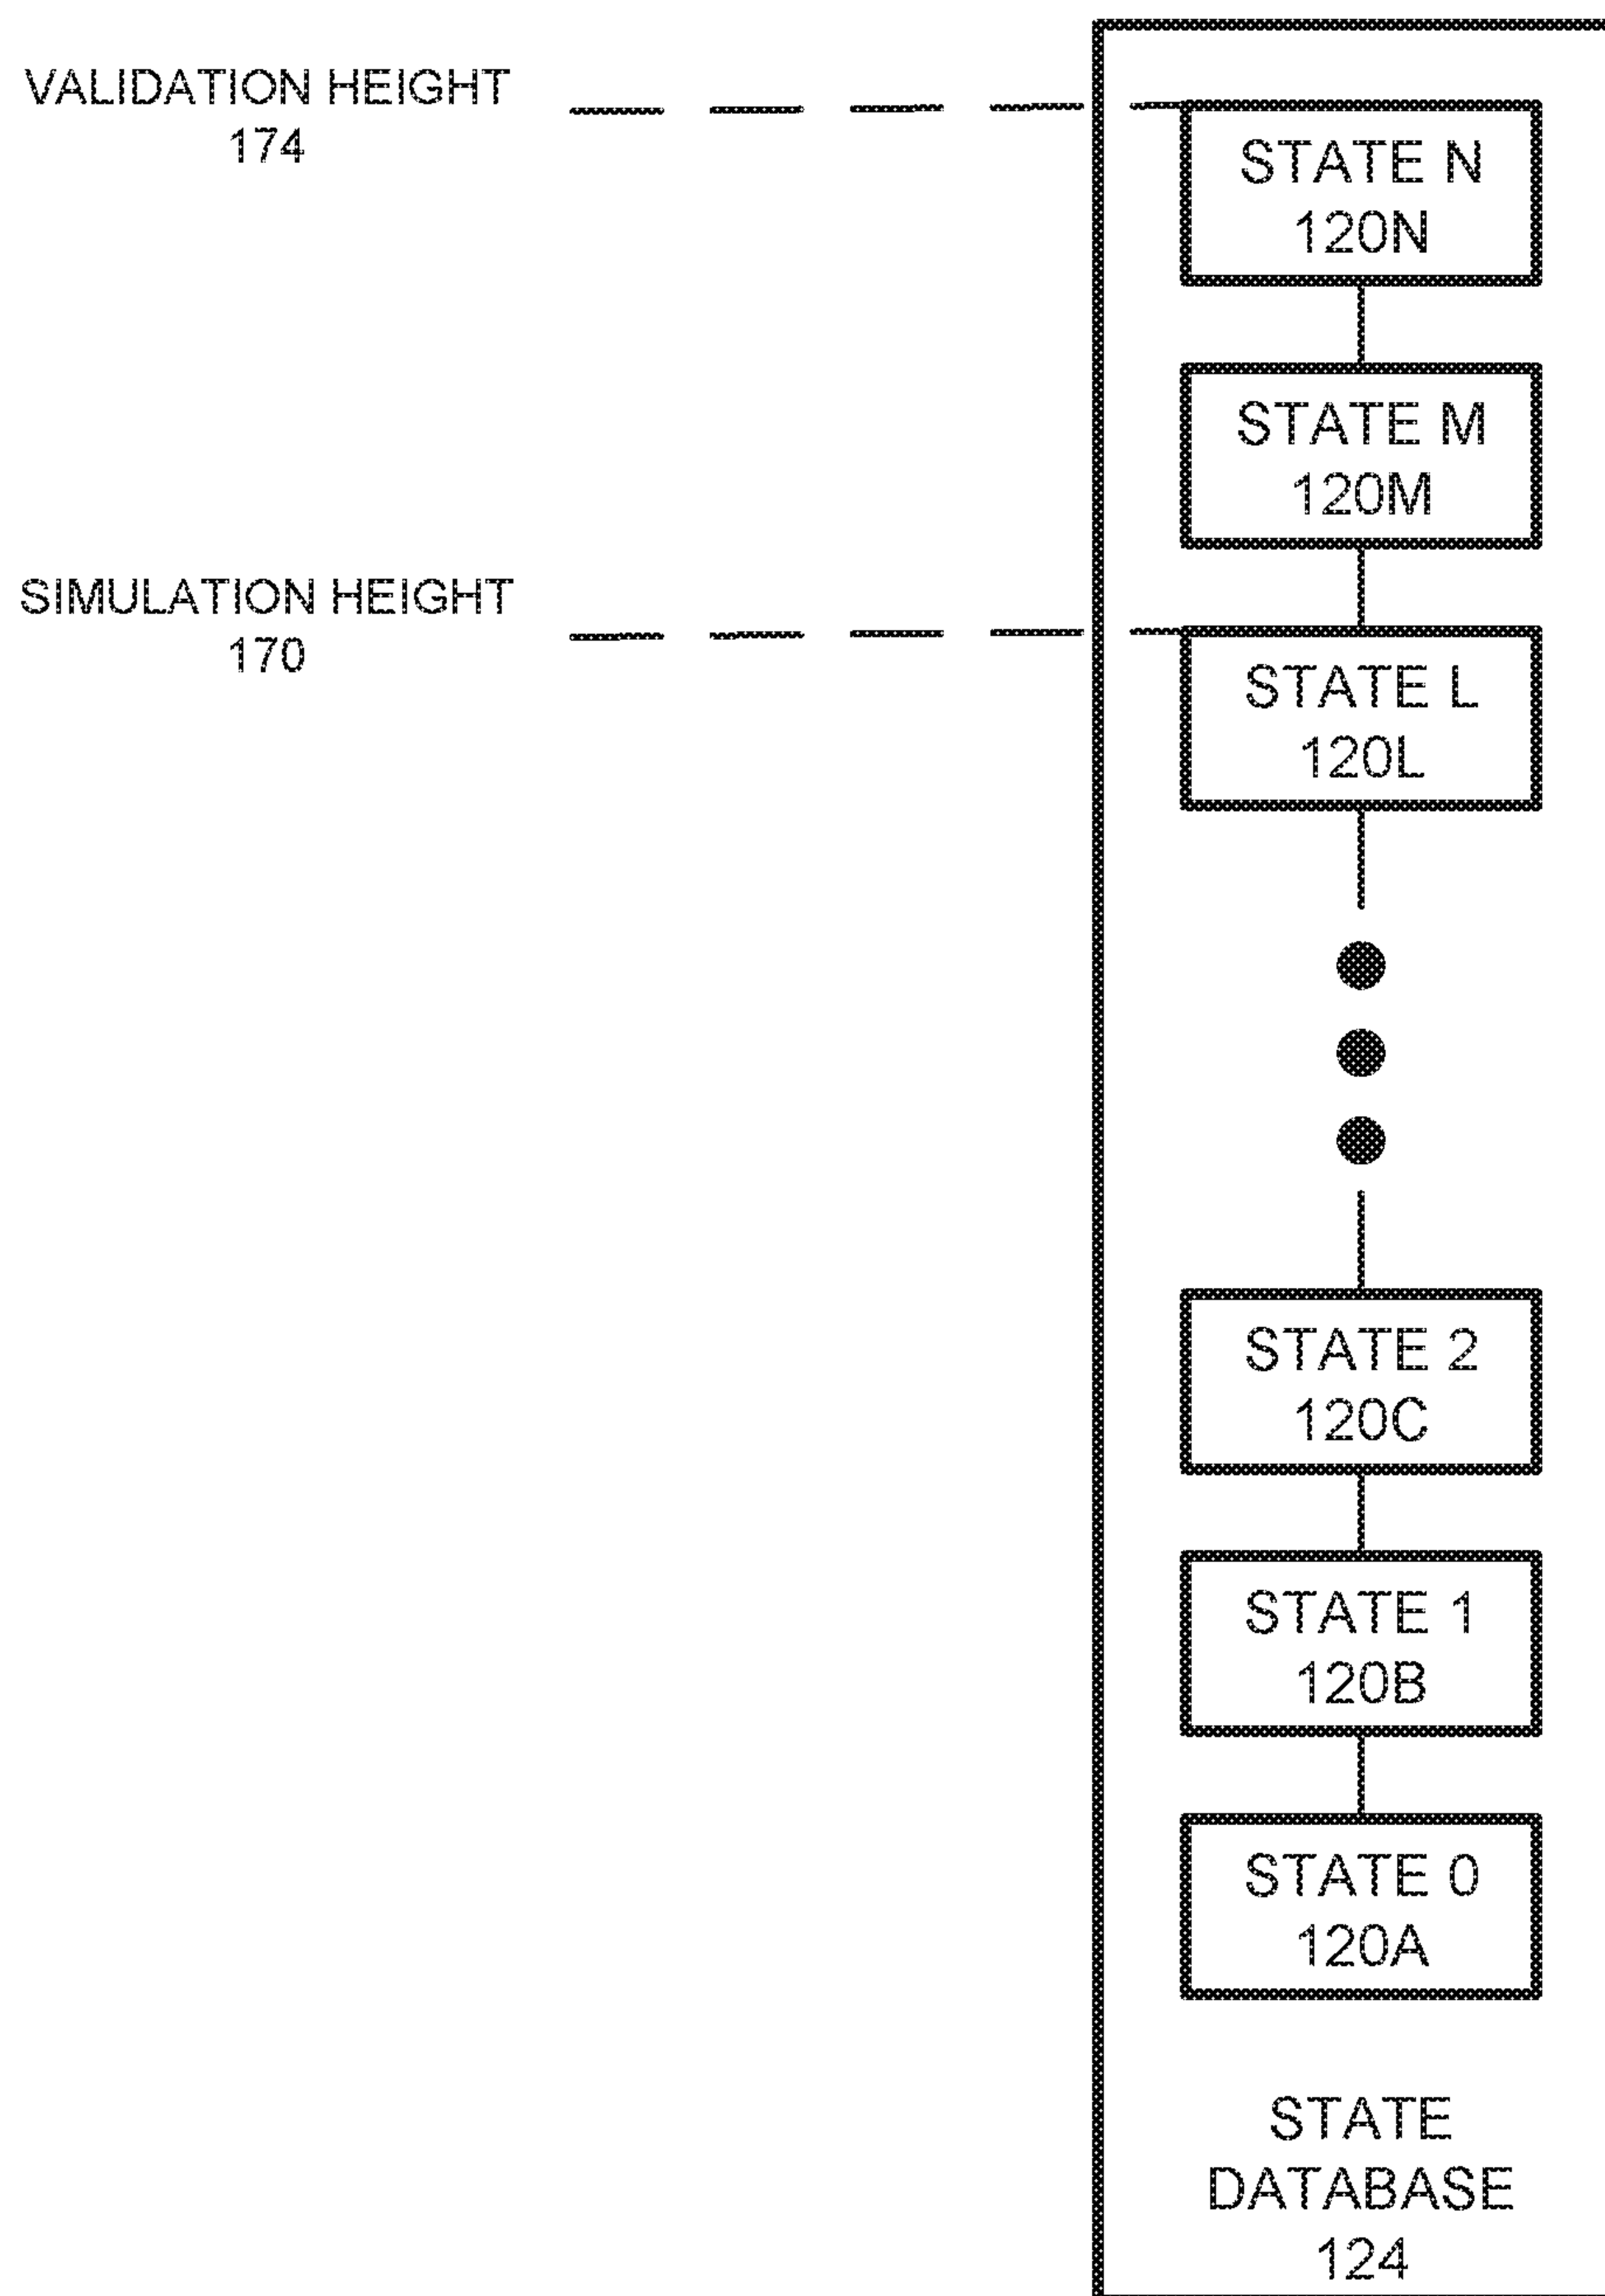 VALIDATION HEIGHT
174
STATE N
120N
STATE M
120M
SIMULATION HEIGHT
170
STATE L
120L
STATE 2
120C
STATE 1
120B
STATE 0
120A
STATE
DATABASE
124